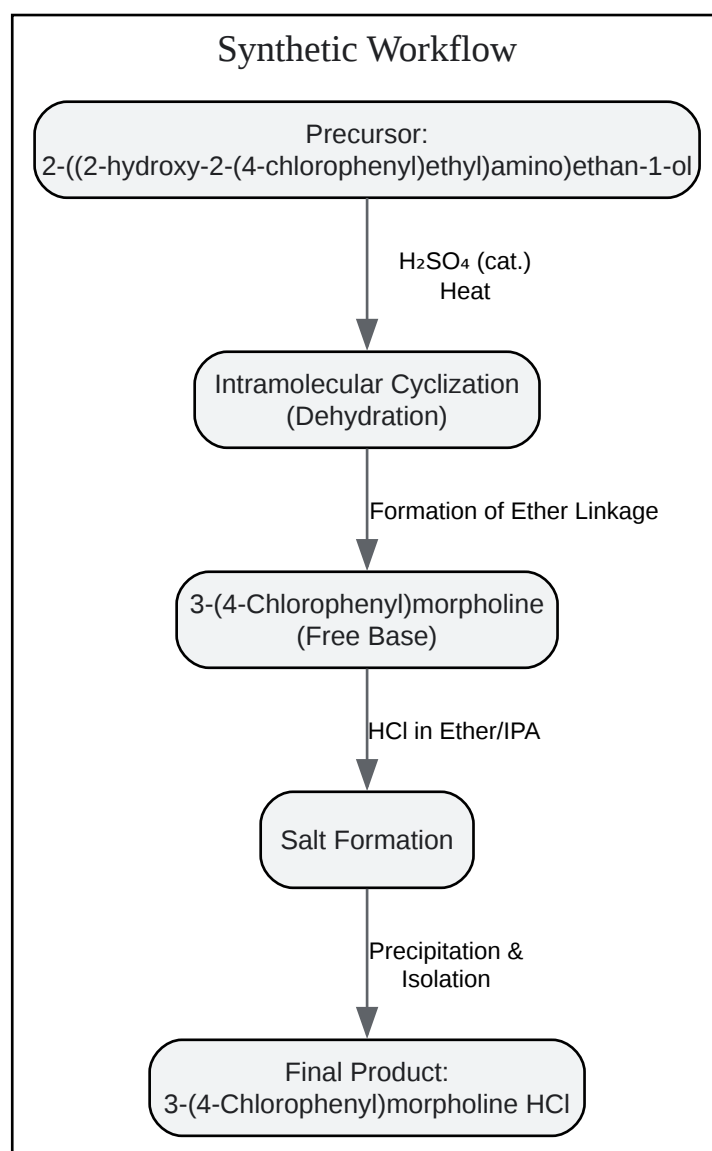 Synthetic Workflow
Precursor:
2-((2-hydroxy-2-(4-chlorophenyl)ethyl)amino)ethan-1-ol
H₂SO₄ (cat.)
Heat
Intramolecular Cyclization
(Dehydration)
Formation of Ether Linkage
3-(4-Chlorophenyl)morpholine
(Free Base)
HCl in Ether/IPA
Salt Formation
Precipitation &
Isolation
Final Product:
3-(4-Chlorophenyl)morpholine HCl